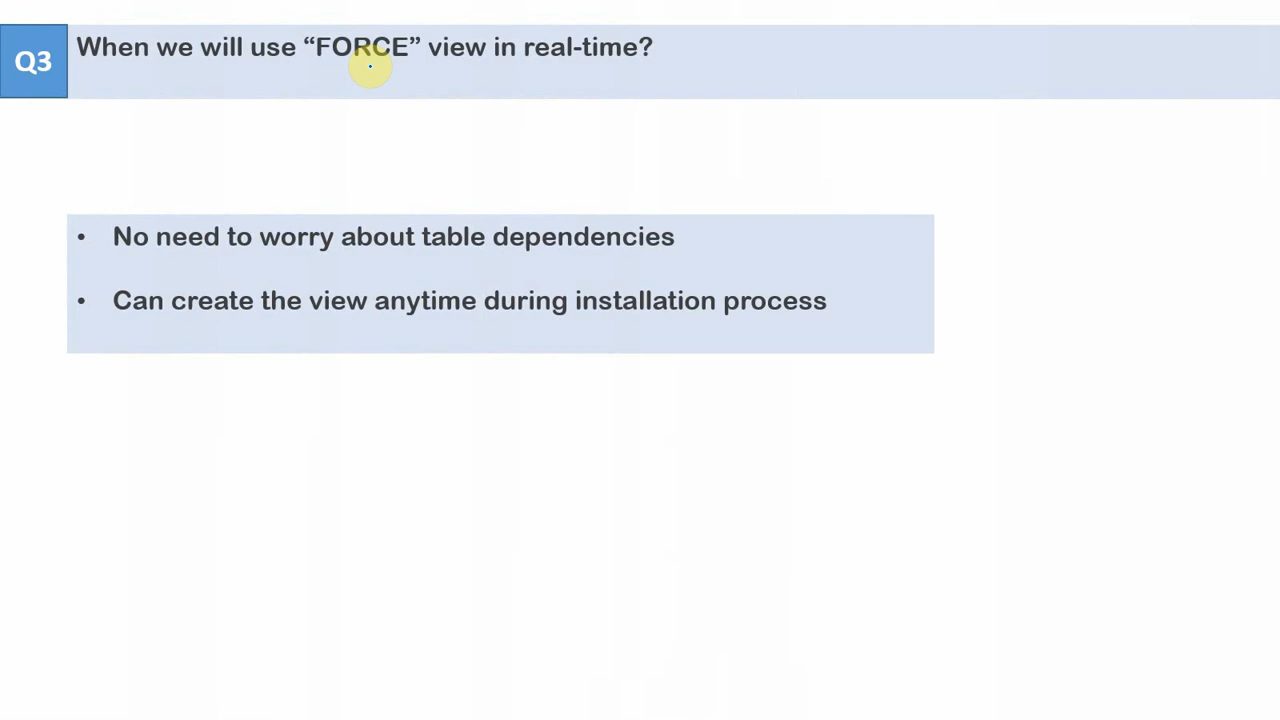 Q3
When we will use “FORCE” view in real-time?
• No need to worry about table dependencies
• Can create the view anytime during installation process